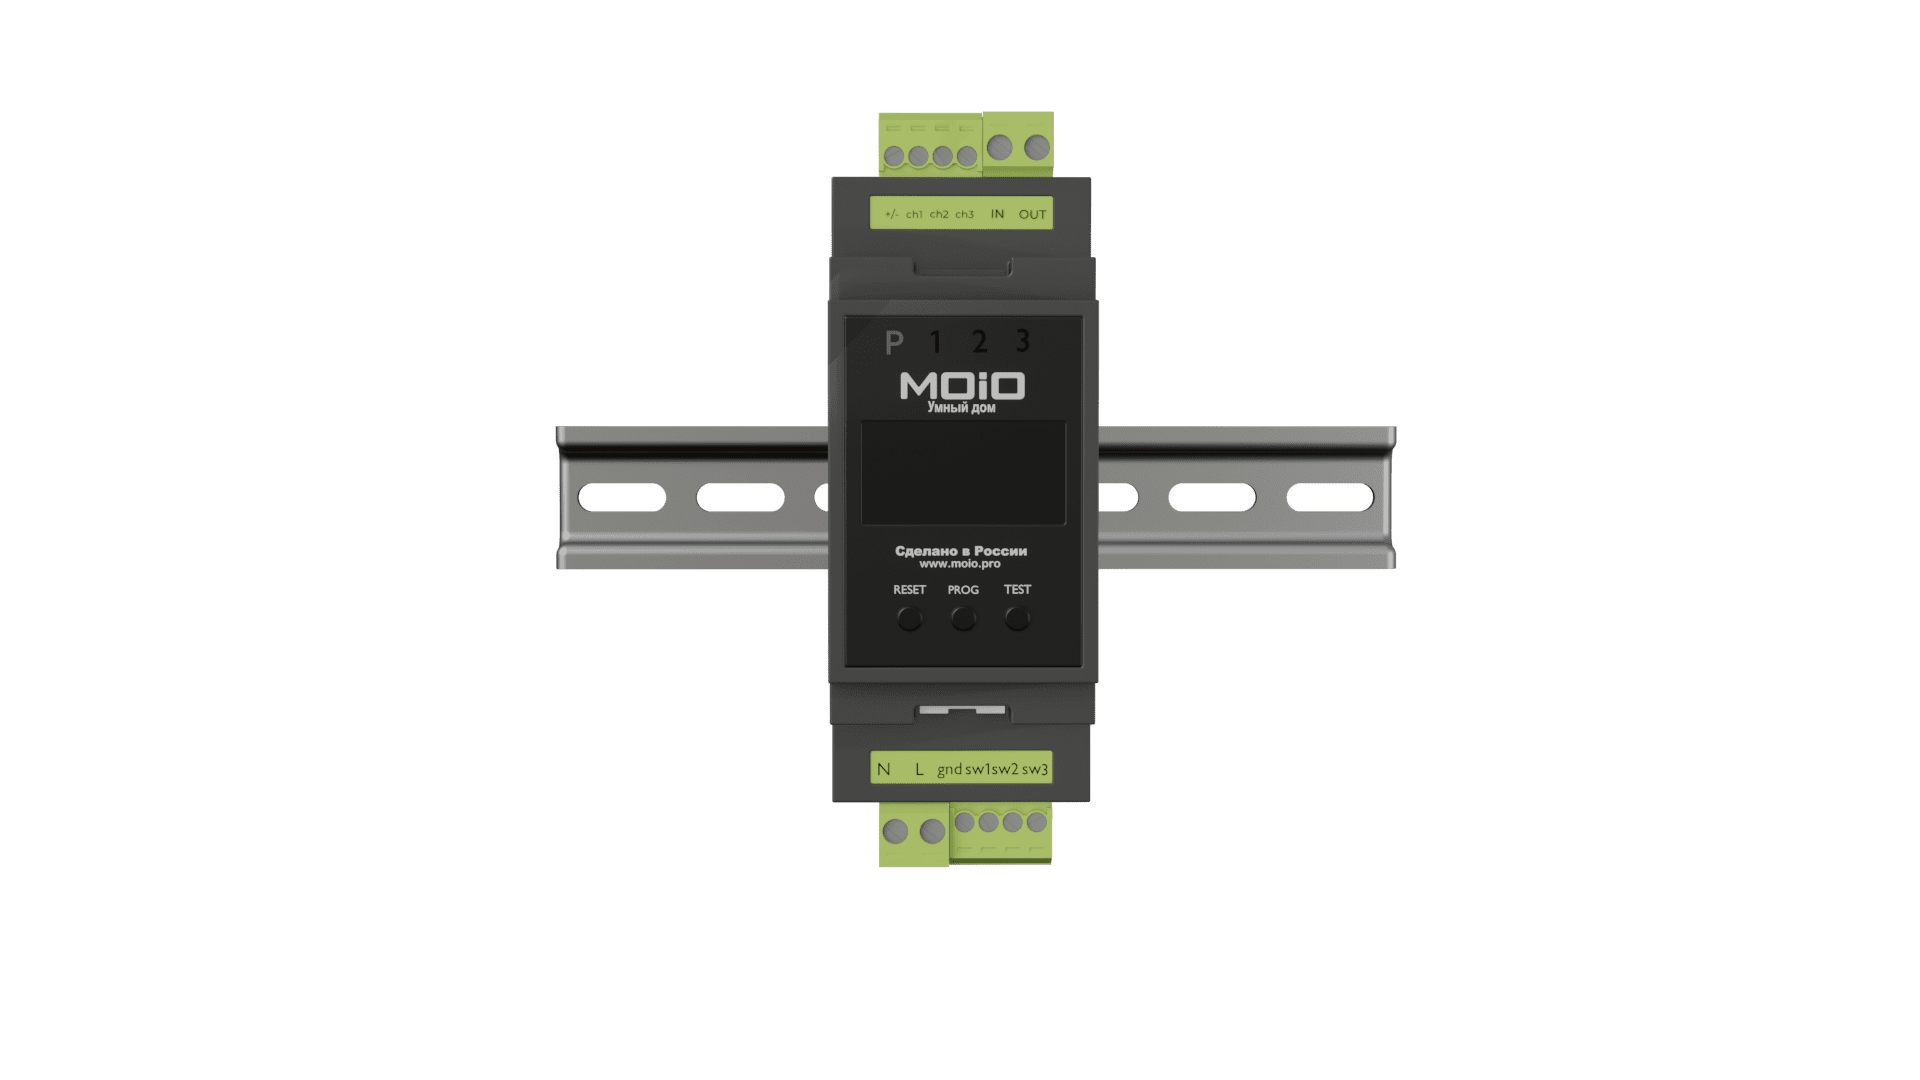 +/- ch1 ch2 ch3 IN OUT
P 1 2 3
MOiO
Умный дом
Сделано в России
www.moio.pro
RESET PROG TEST
N L gnd sw1 sw2 sw3